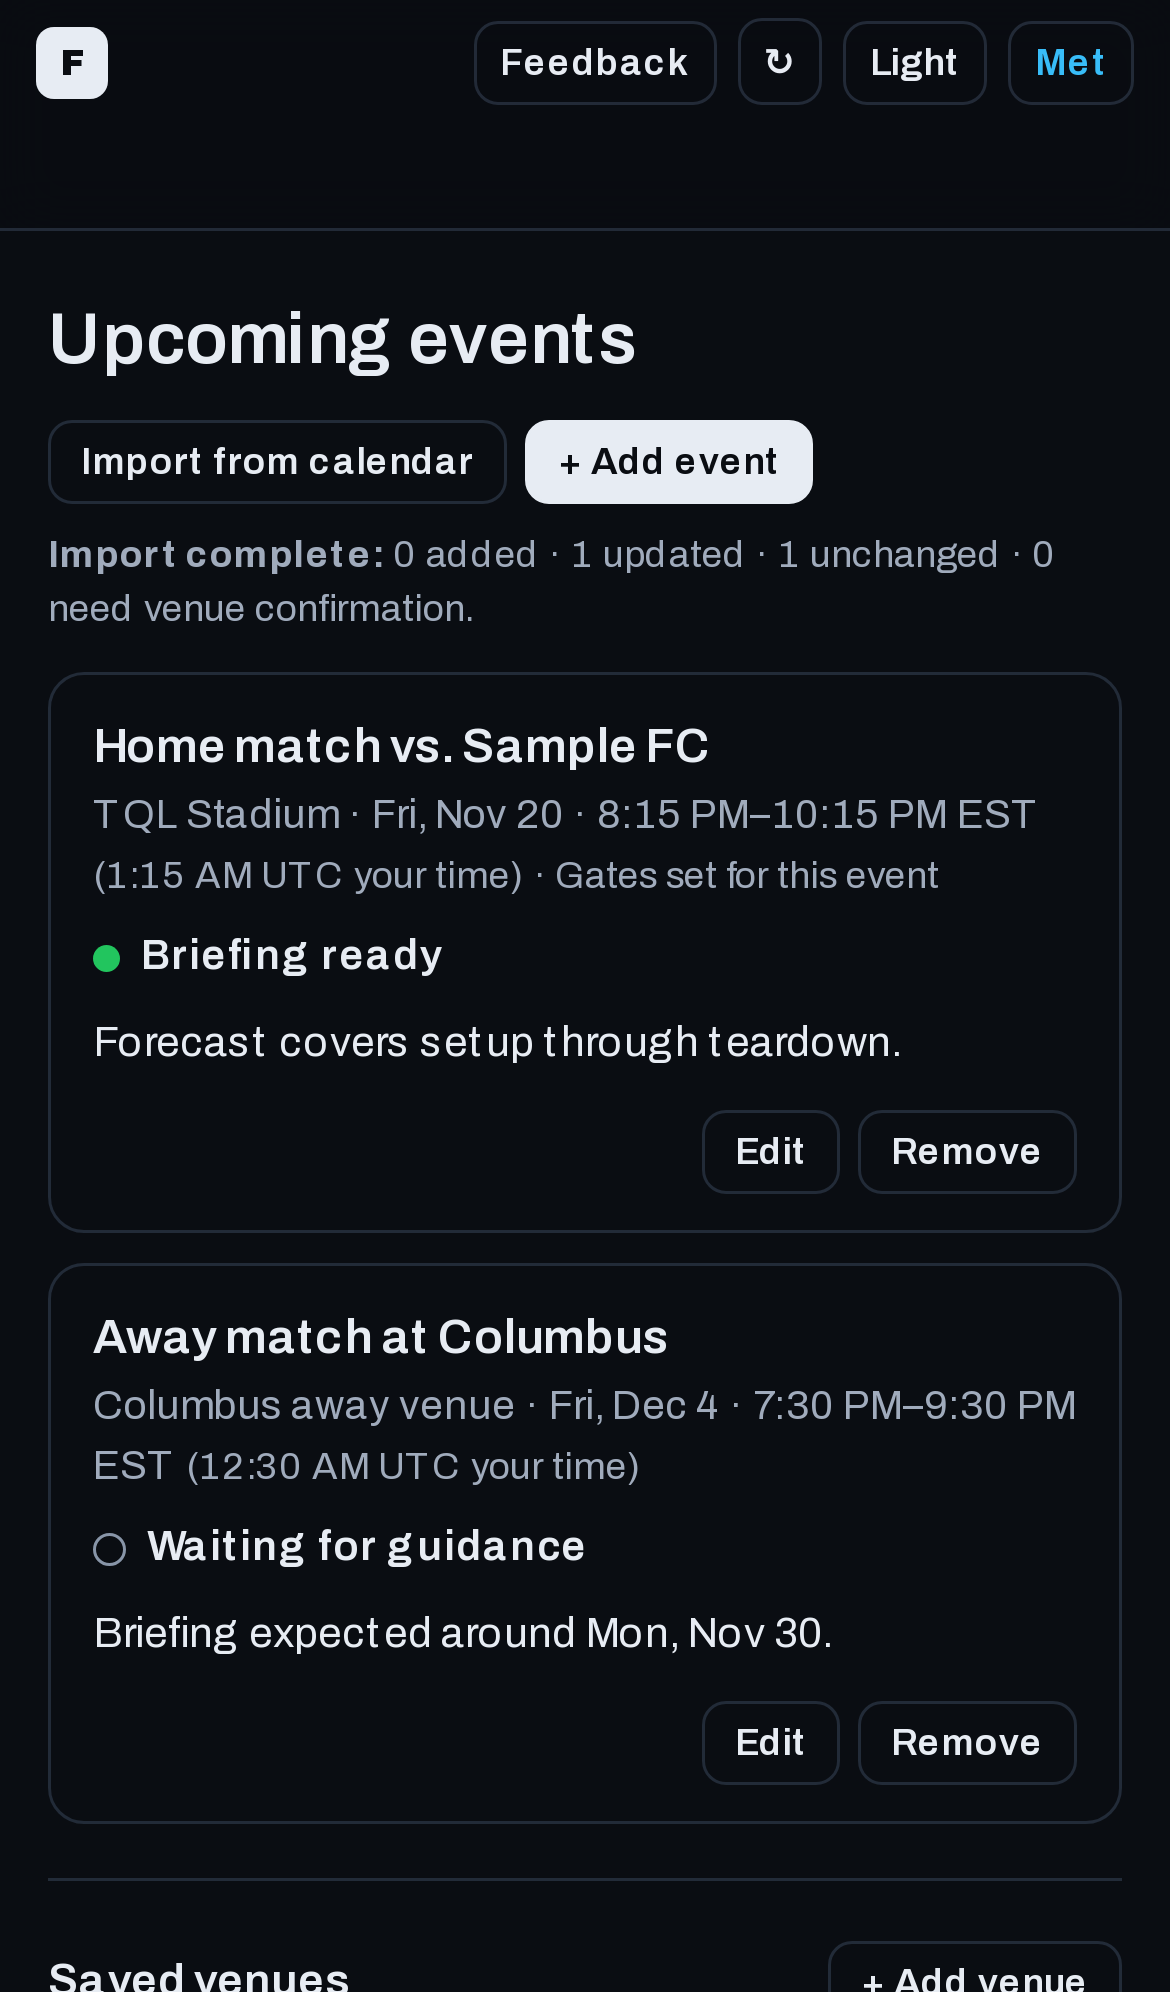 F
Feedback
↻
Light
Met
Upcoming events
Import from calendar
+ Add event
Import complete: 0 added · 1 updated · 1 unchanged · 0
need venue confirmation.
Home match vs. Sample FC
TQL Stadium · Fri, Nov 20 · 8:15 PM–10:15 PM EST
(1:15 AM UTC your time) · Gates set for this event
Briefing ready
Forecast covers setup through teardown.
Edit
Remove
Away match at Columbus
Columbus away venue · Fri, Dec 4 · 7:30 PM–9:30 PM
EST (12:30 AM UTC your time)
Waiting for guidance
Briefing expected around Mon, Nov 30.
Edit
Remove
Saved venues
+ Add venue